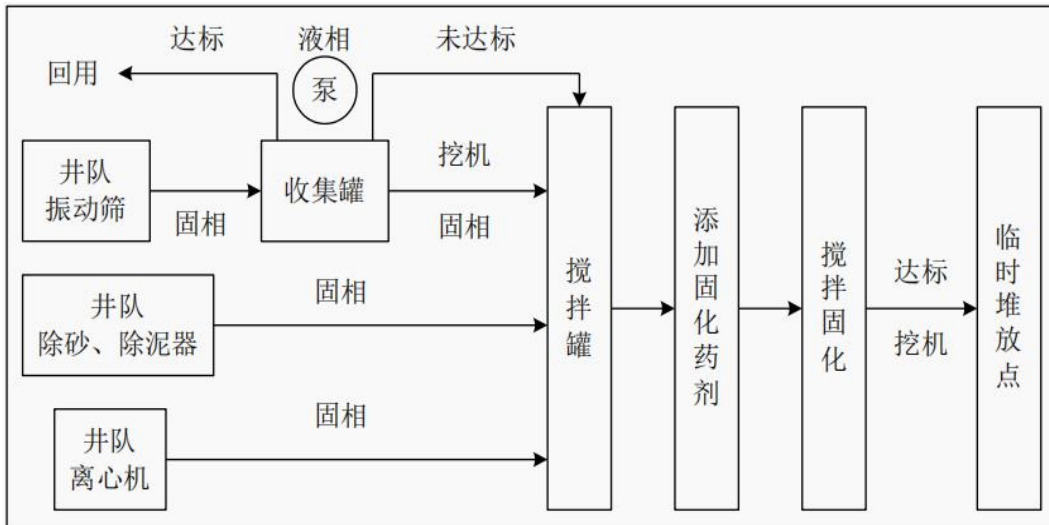 达标
液相
未达标
回用
泵
井队
振动筛
固相
收集罐
挖机
固相
井队
除砂、除泥器
固相
井队
离心机
固相
搅拌罐
添加固化药剂
搅拌固化
达标
挖机
临时堆放点